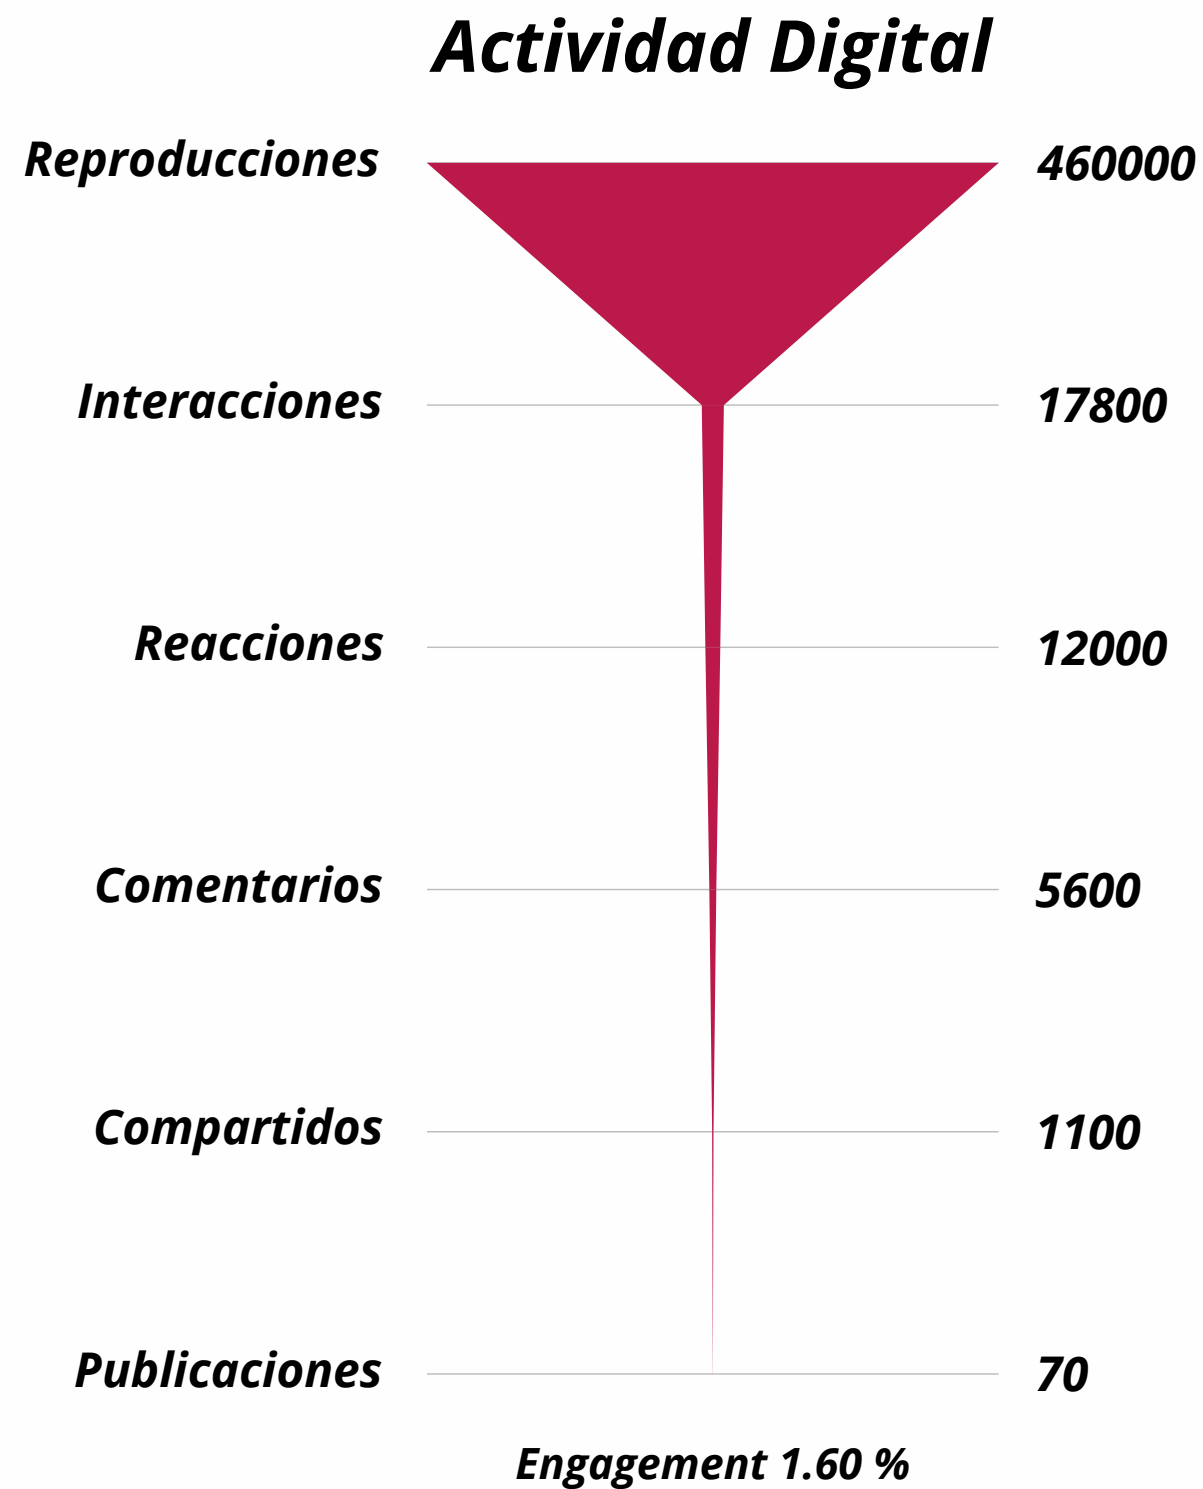 Actividad Digital
Reproducciones 460000
Interacciones 17800
Reacciones 12000
Comentarios 5600
Compartidos 1100
Publicaciones 70
Engagement 1.60 %